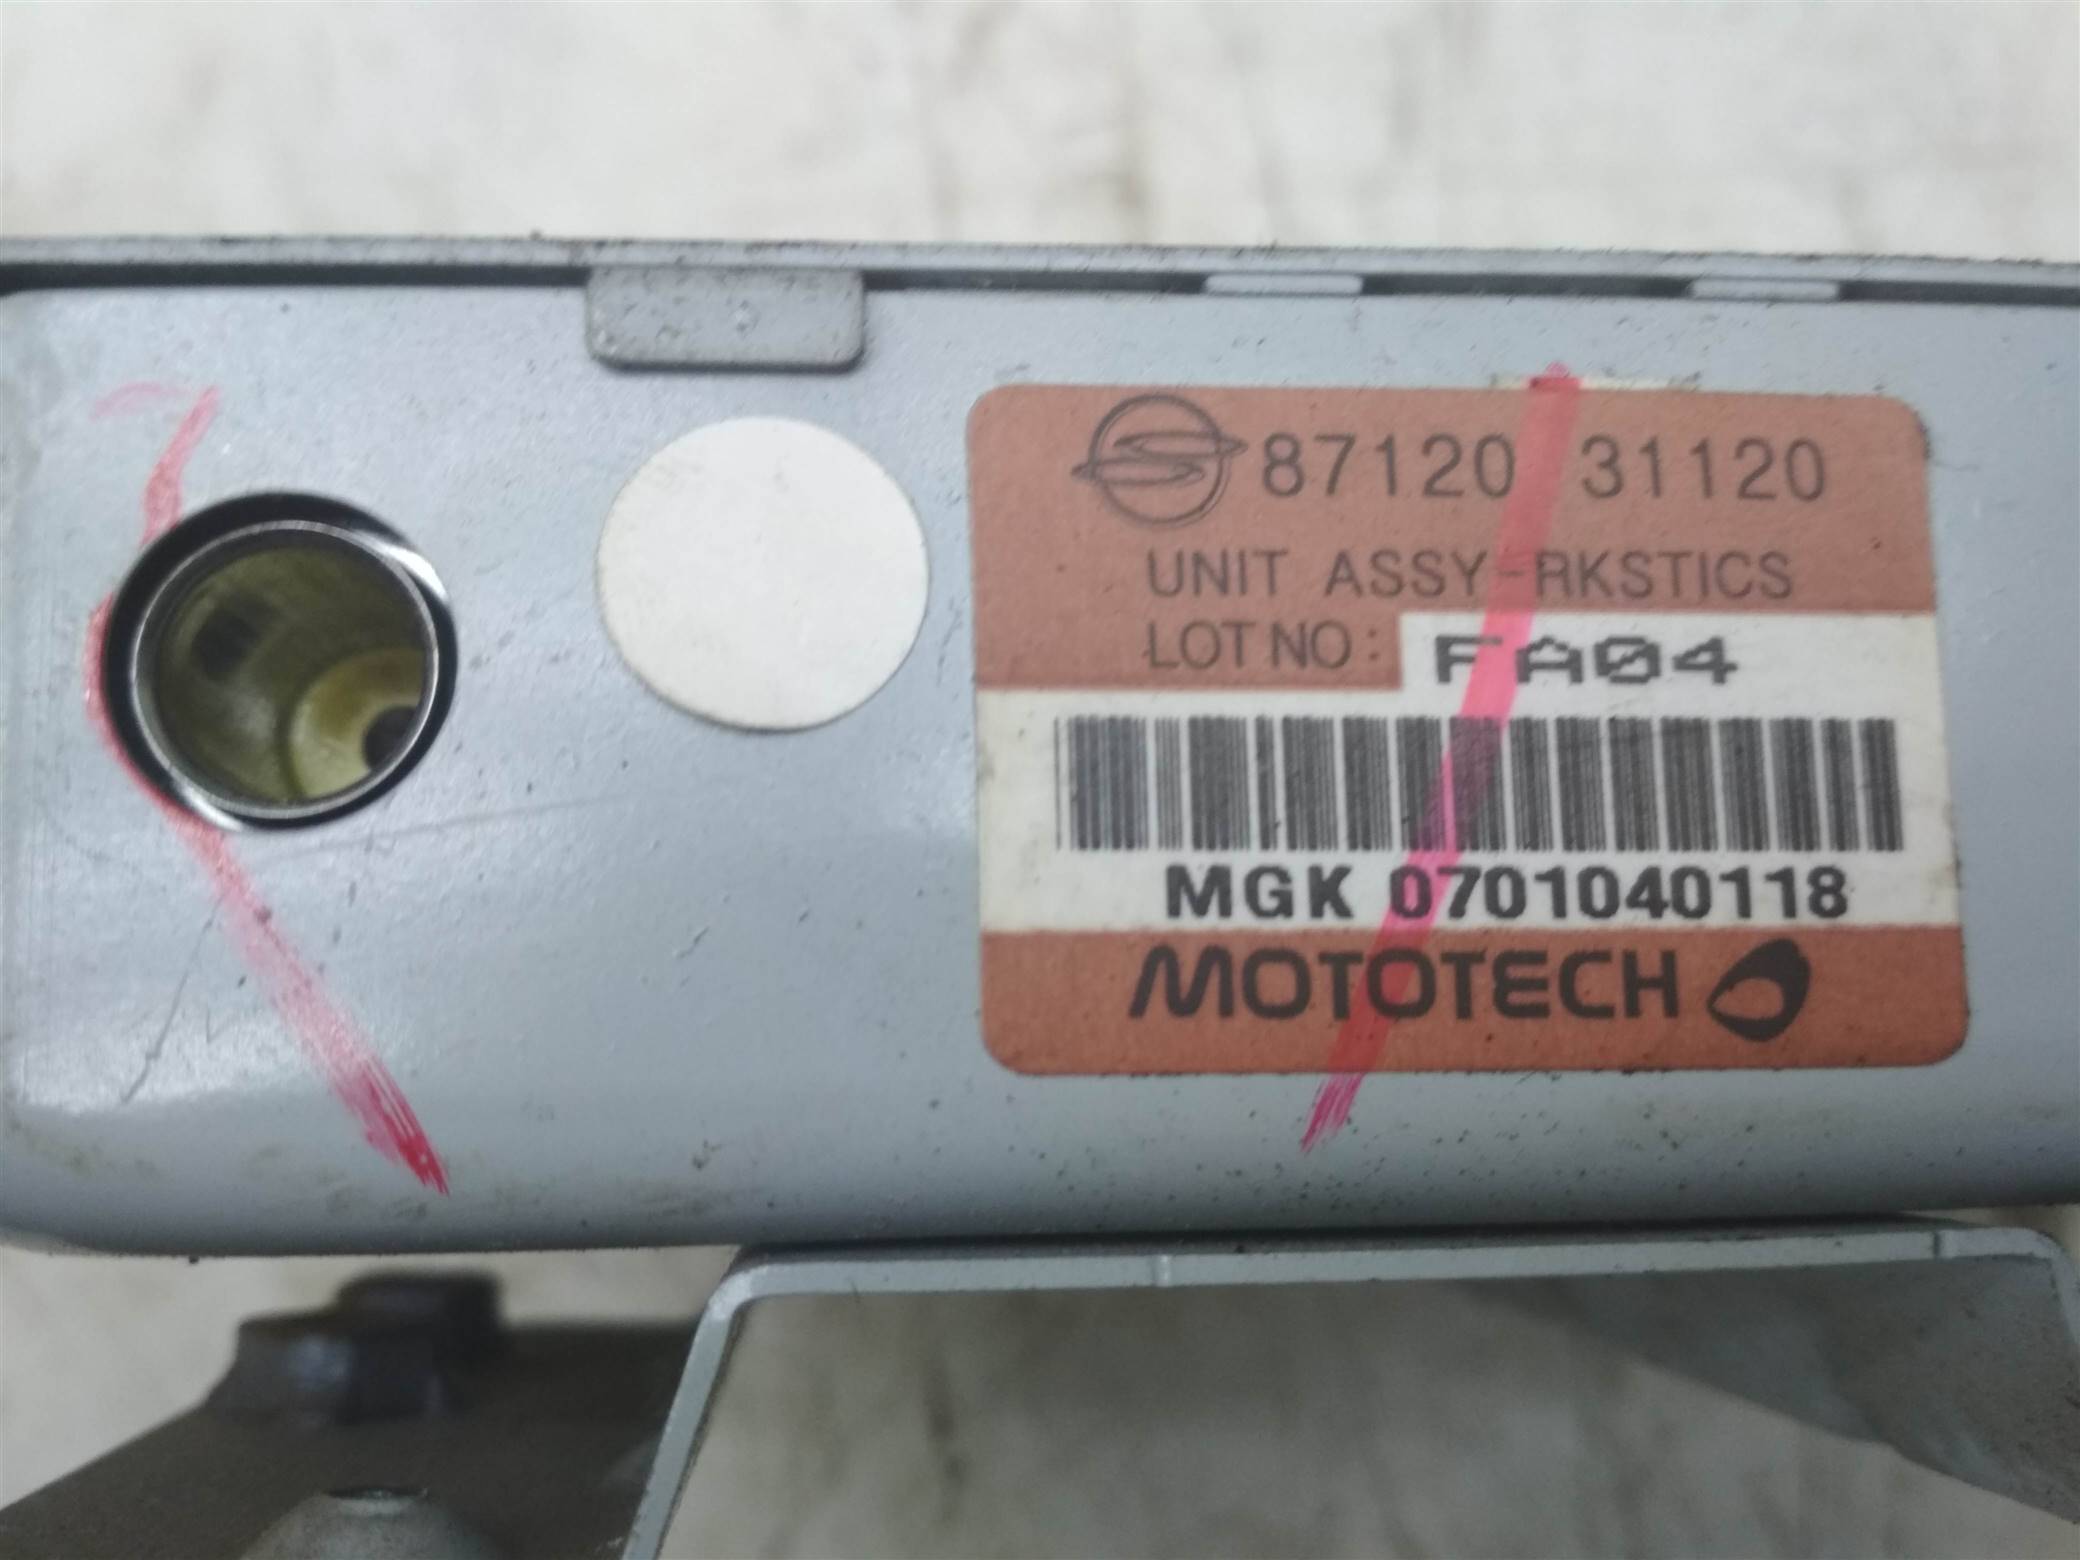 87120 31120
UNIT ASSY-RKSTICS
LOT NO: FA04
MGK 0701040118
MOTOTECH